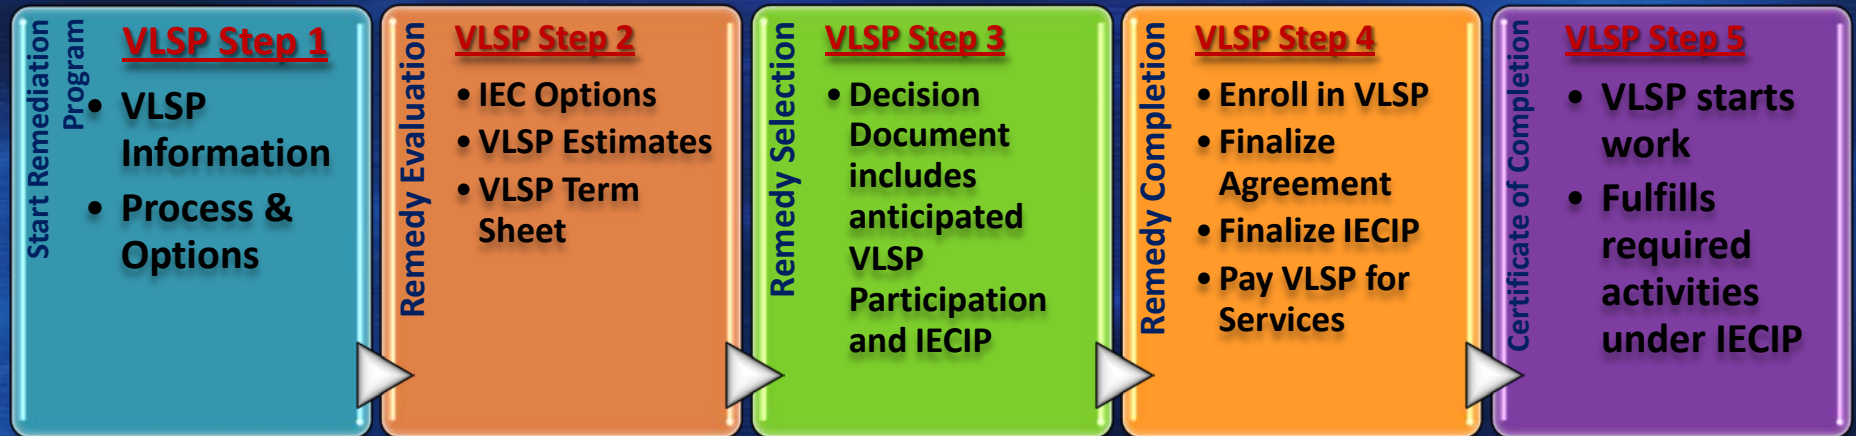 Start Remediation
Program
VLSP Step 1
• VLSP
Information
• Process &
Options
Remedy Evaluation
VLSP Step 2
• IEC Options
• VLSP Estimates
• VLSP Term
Sheet
Remedy Selection
VLSP Step 3
• Decision
Document
includes
anticipated
VLSP
Participation
and IECIP
Remedy Completion
VLSP Step 4
• Enroll in VLSP
• Finalize
Agreement
• Finalize IECIP
• Pay VLSP for
Services
Certificate of Completion
VLSP Step 5
• VLSP starts
work
• Fulfills
required
activities
under IECIP